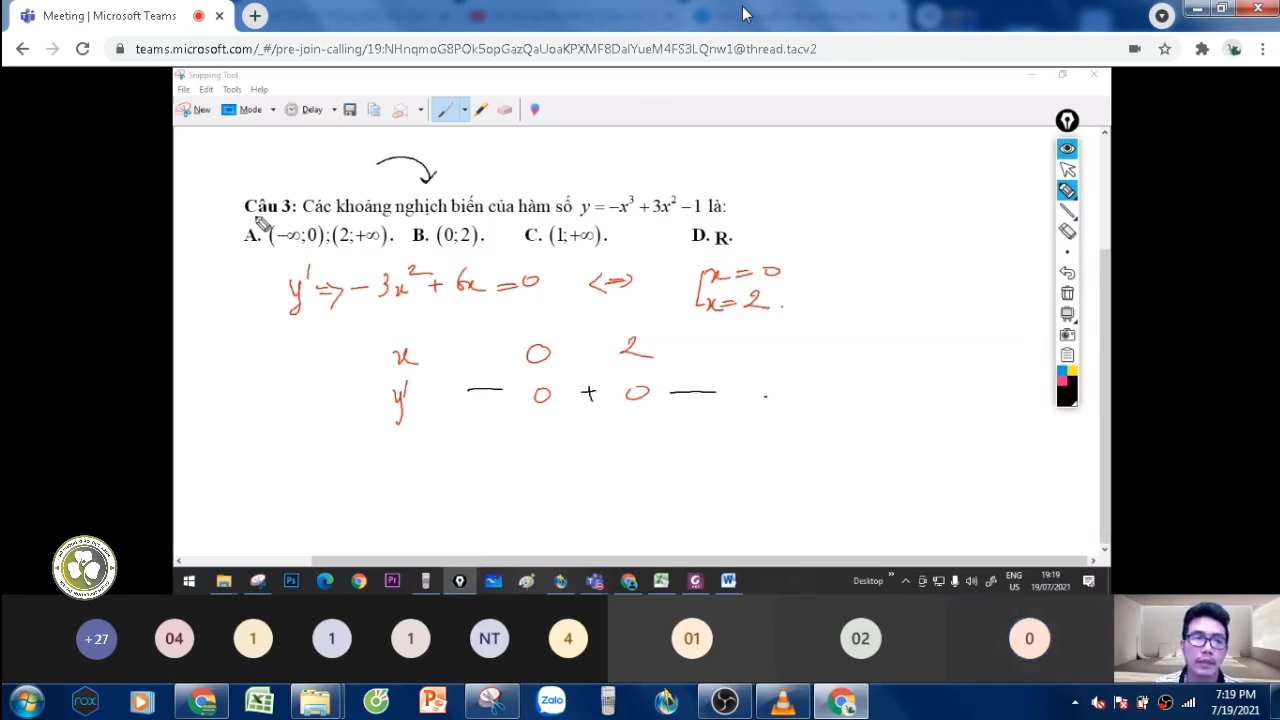 Meeting | Microsoft Teams
teams.microsoft.com/_#/pre-join-calling/19:NHnqmoG8POk5opGazQaUoaKPXMF8DaIYueM4FS3LQnw1@thread.tacv2
Snipping Tool
File Edit Tools Help
New Mode Delay
Câu 3: Các khoảng nghịch biến của hàm số y = −x³ + 3x² − 1 là:
A. (−∞;0);(2;+∞). B. (0;2). C. (1;+∞). D. R.
y' => − 3x² + 6x = 0 <=> [x = 0
x = 2.
x 0 2
y' — 0 + 0 —
Desktop » ENG 19:19
US 19/07/2021
+27 04 1 1 1 NT 4 01 02 0
nox Zalo 7:19 PM
7/19/2021